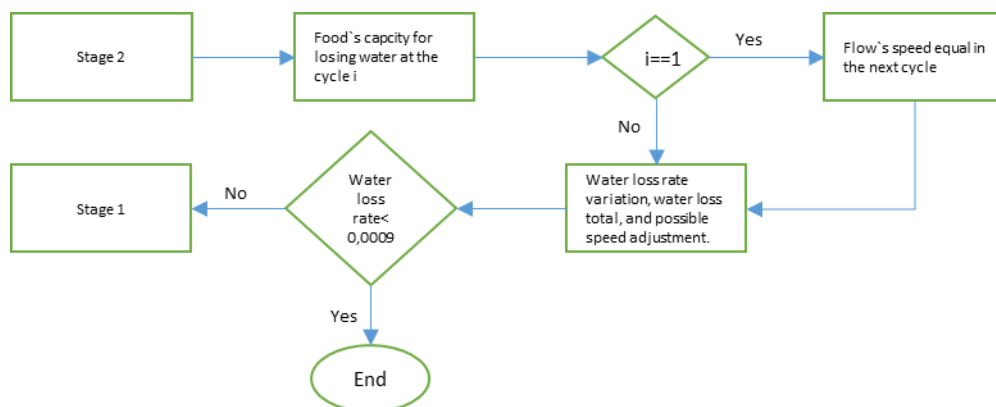 Stage 2
Food`s capcity for
losing water at the
cycle i
i==1
Yes
Flow`s speed equal in
the next cycle
No
Stage 1
No
Water
loss
rate<
0,0009
Water loss rate
variation, water loss
total, and possible
speed adjustment.
Yes
End